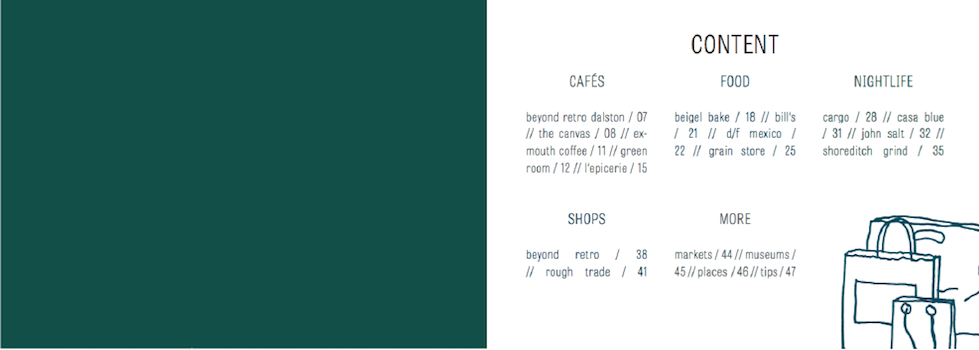 CONTENT
CAFÉS
beyond retro dalston / 07
// the canvas / 08 // ex-
mouth coffee / 11 // green
room / 12 // l'epicerie / 15
FOOD
beigel bake / 18 // bill's
/ 21 // d/f mexico /
22 // grain store / 25
NIGHTLIFE
cargo / 28 // casa blue
/ 31 // john salt / 32 //
shoreditch grind / 35
SHOPS
beyond retro / 38
// rough trade / 41
MORE
markets / 44 // museums /
45 // places / 46 // tips / 47